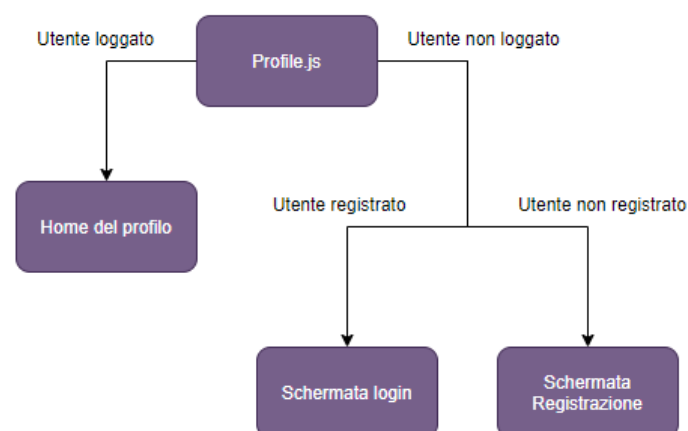 Utente loggato
Utente non loggato
Profile.js
Utente registrato
Utente non registrato
Home del profilo
Schermata login
Schermata
Registrazione